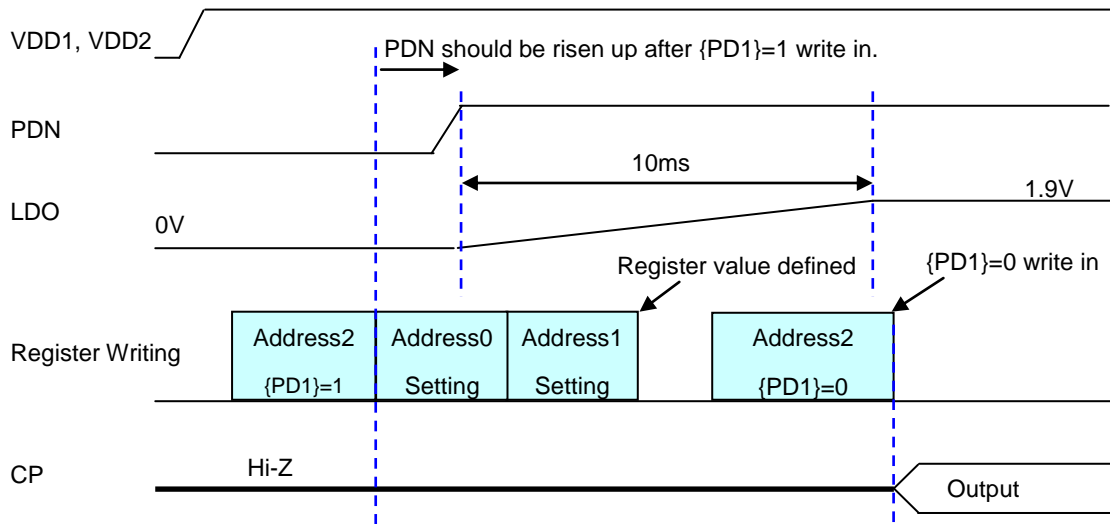 VDD1, VDD2
PDN should be risen up after {PD1}=1 write in.
PDN
10ms
LDO
0V
1.9V
Register value defined
{PD1}=0 write in
Register Writing
Address2
{PD1}=1
Address0
Setting
Address1
Setting
Address2
{PD1}=0
CP
Hi-Z
Output